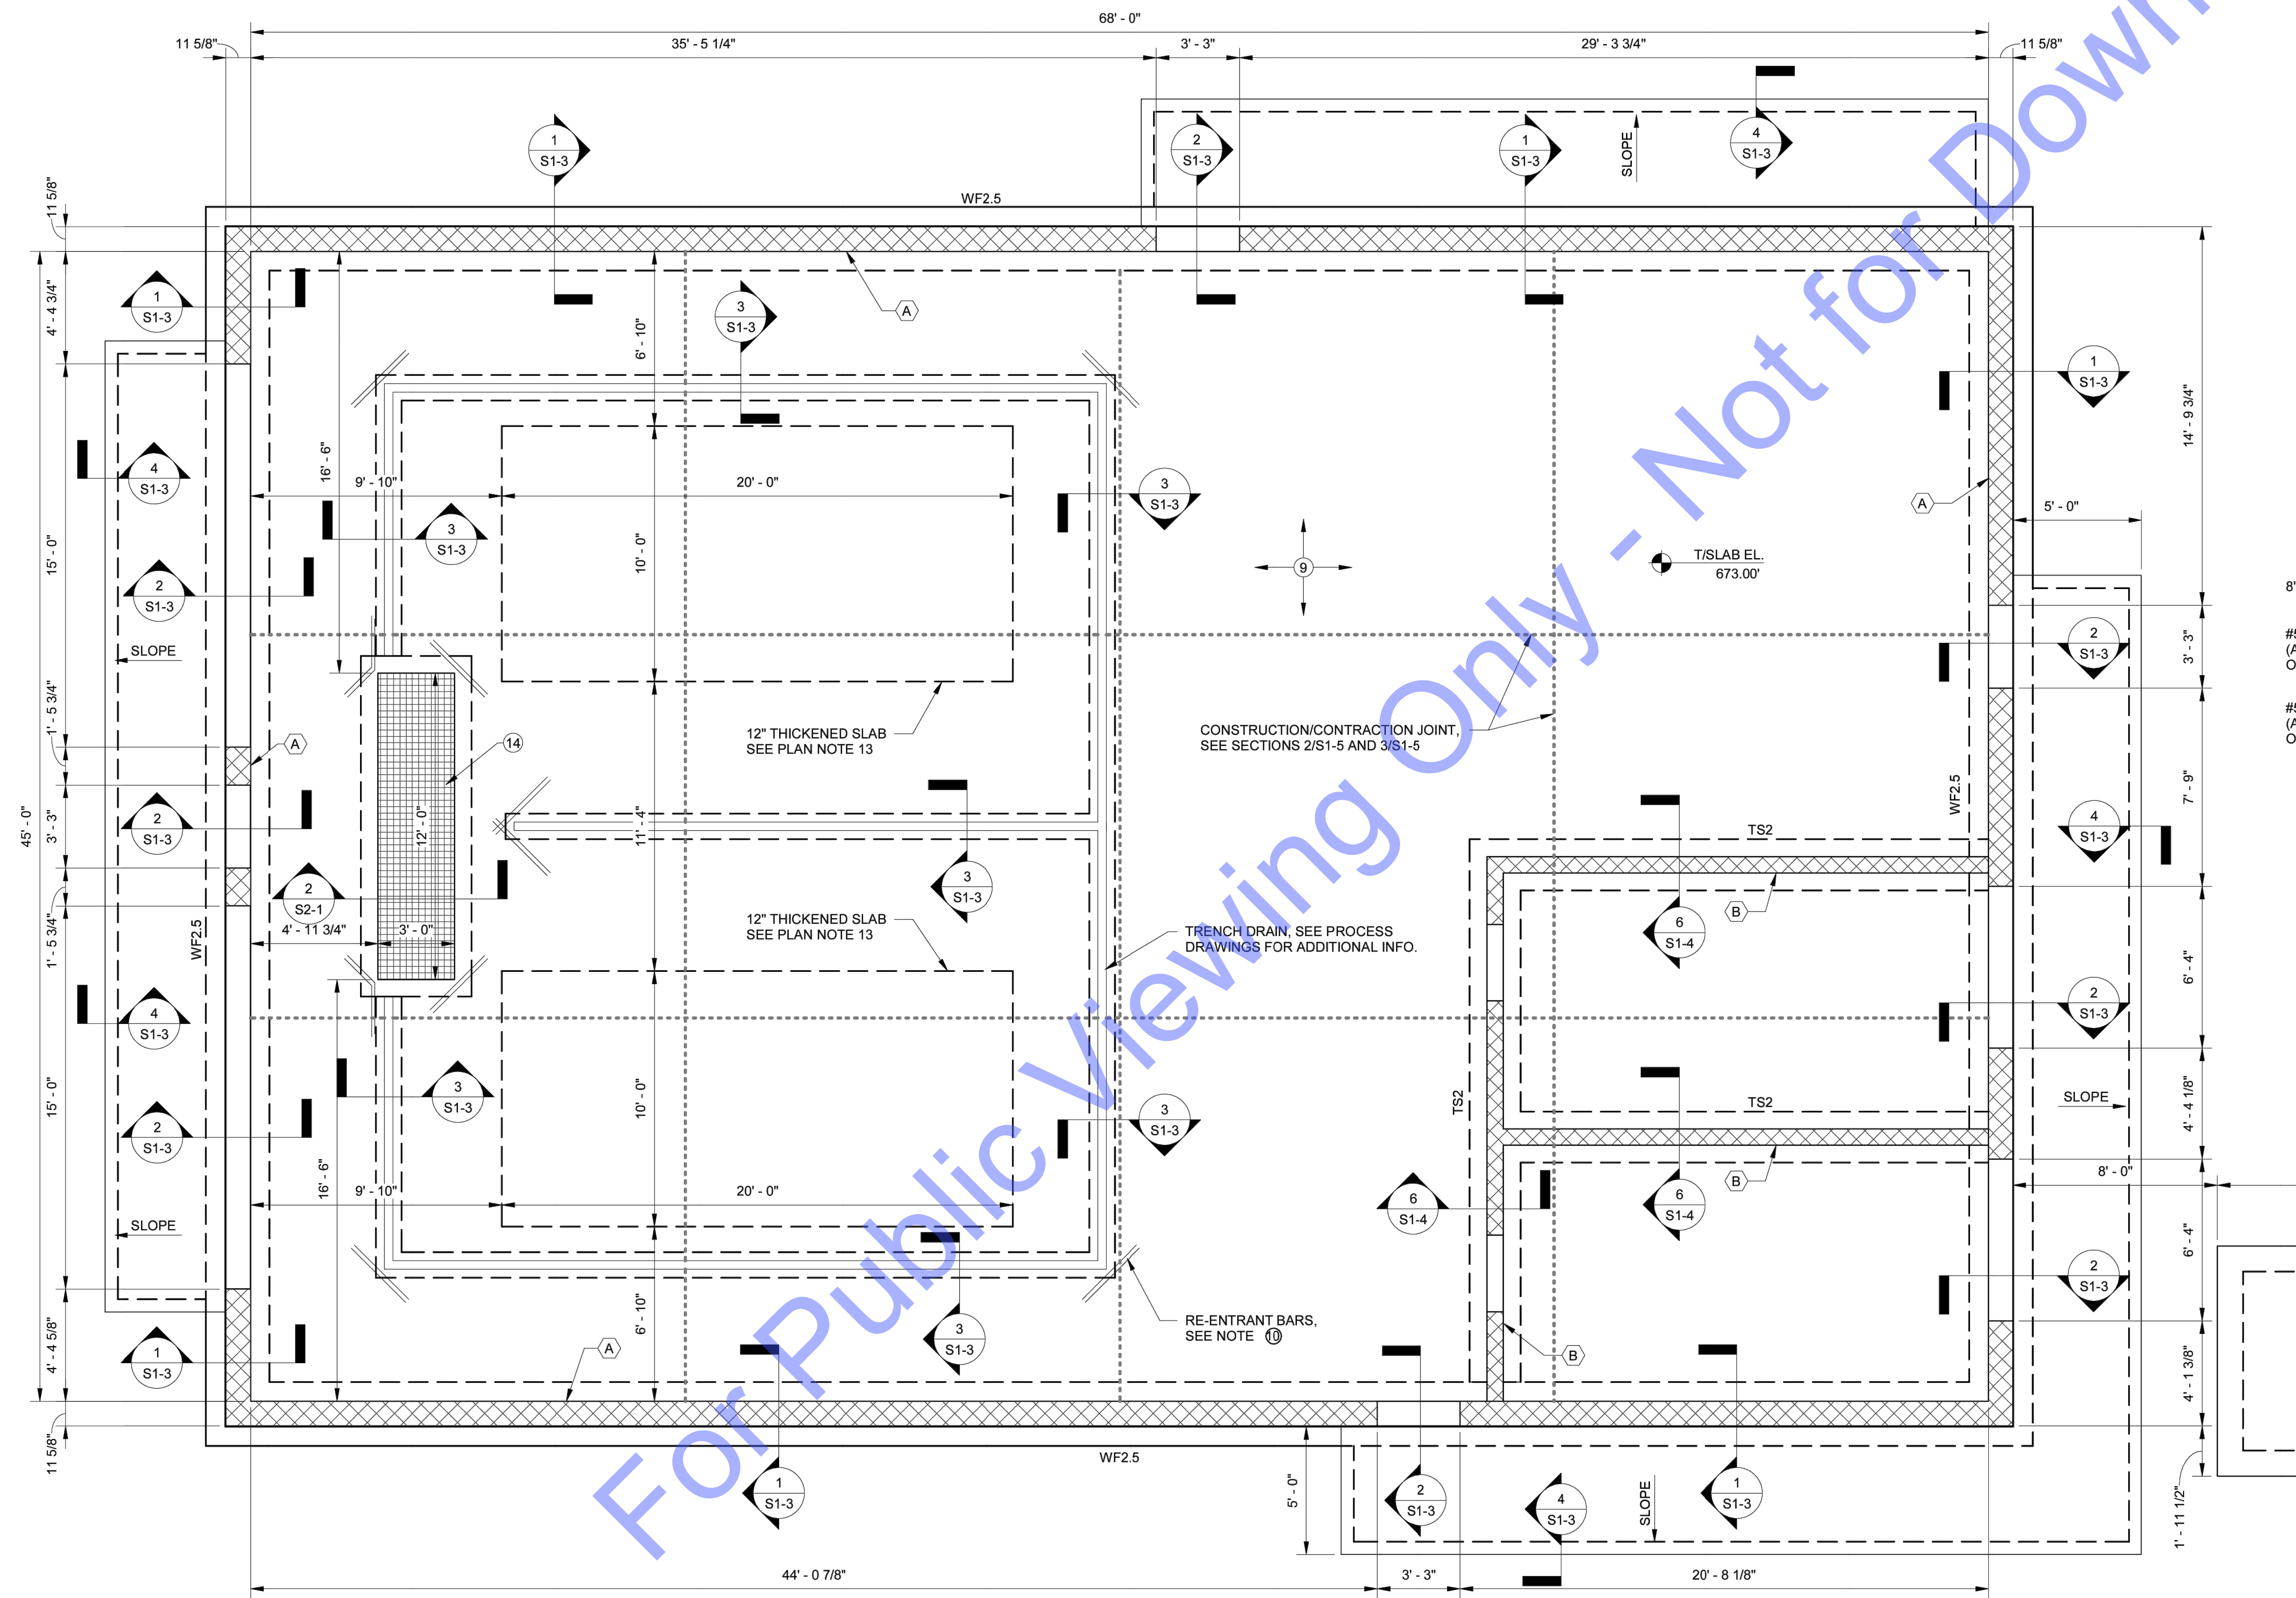 68' - 0"
11 5/8"
35' - 5 1/4"
3' - 3"
29' - 3 3/4"
11 5/8"
1
S1-3
2
S1-3
1
S1-3
SLOPE
4
S1-3
WF2.5
11 5/8"
4' - 4 3/4"
15' - 0"
1' - 5 3/4"
3' - 3"
1' - 5 3/4"
15' - 0"
4' - 4 5/8"
11 5/8"
45' - 0"
1
S1-3
4
S1-3
2
S1-3
SLOPE
2
S1-3
4
S1-3
2
S1-3
SLOPE
1
S1-3
WF2.5
A
A
3
S1-3
6' - 10"
16' - 6"
9' - 10"
20' - 0"
3
S1-3
10' - 0"
3
S1-3
9
T/SLAB EL.
673.00'
A
12" THICKENED SLAB
SEE PLAN NOTE 13
14
12' - 0"
11' - 4"
CONSTRUCTION/CONTRACTION JOINT,
SEE SECTIONS 2/S1-5 AND 3/S1-5
2
S2-1
4' - 11 3/4"
3' - 0"
3
S1-3
12" THICKENED SLAB
SEE PLAN NOTE 13
TRENCH DRAIN, SEE PROCESS
DRAWINGS FOR ADDITIONAL INFO.
TS2
B
6
S1-4
WF2.5
3
S1-3
10' - 0"
3
S1-3
TS2
TS2
16' - 6"
9' - 10"
20' - 0"
6
S1-4
6
S1-4
B
6' - 10"
3
S1-3
RE-ENTRANT BARS,
SEE NOTE 10
A
B
14' - 9 3/4"
1
S1-3
5' - 0"
3' - 3"
2
S1-3
7' - 9"
4
S1-3
6' - 4"
2
S1-3
4' - 4 1/8"
SLOPE
8' - 0"
6' - 4"
2
S1-3
4' - 1 3/8"
1' - 11 1/2"
8'
#5
(A
O
#5
(A
O
WF2.5
1
S1-3
5' - 0"
2
S1-3
4
S1-3
SLOPE
1
S1-3
44' - 0 7/8"
3' - 3"
20' - 8 1/8"
For Public Viewing Only - Not for Down